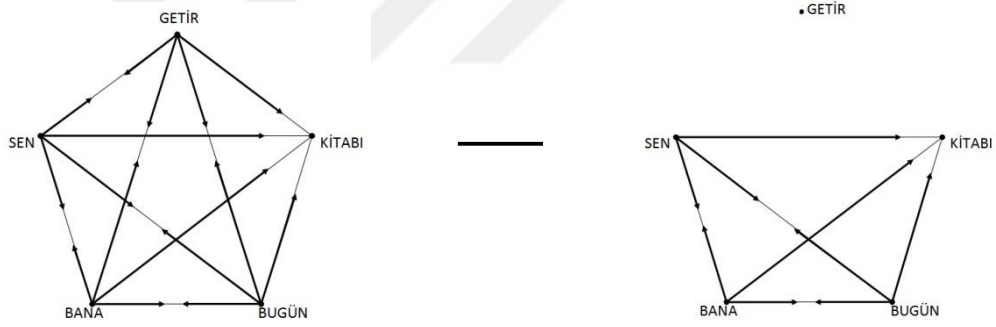 GETİR
SEN
KİTABI
BANA
BUGÜN
GETİR
SEN
KİTABI
BANA
BUGÜN